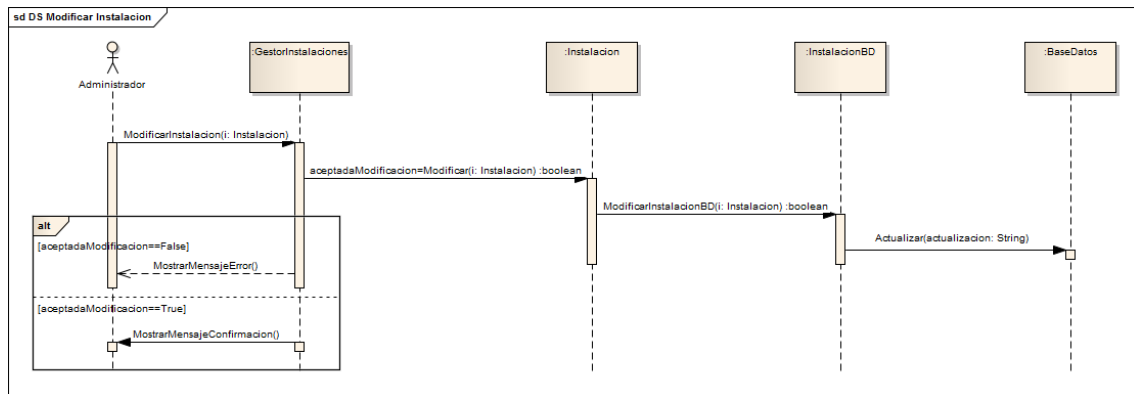 sd DS Modificar Instalacion
Administrador
:GestorInstalaciones
:Instalacion
:InstalacionBD
:BaseDatos
ModificarInstalacion(i: Instalacion)
aceptadaModificacion=Modificar(i: Instalacion) :boolean
ModificarInstalacionBD(i: Instalacion) :boolean
Actualizar(actualizacion: String)
alt
[aceptadaModificacion==False]
MostrarMensajeError()
[aceptadaModificacion==True]
MostrarMensajeConfirmacion()